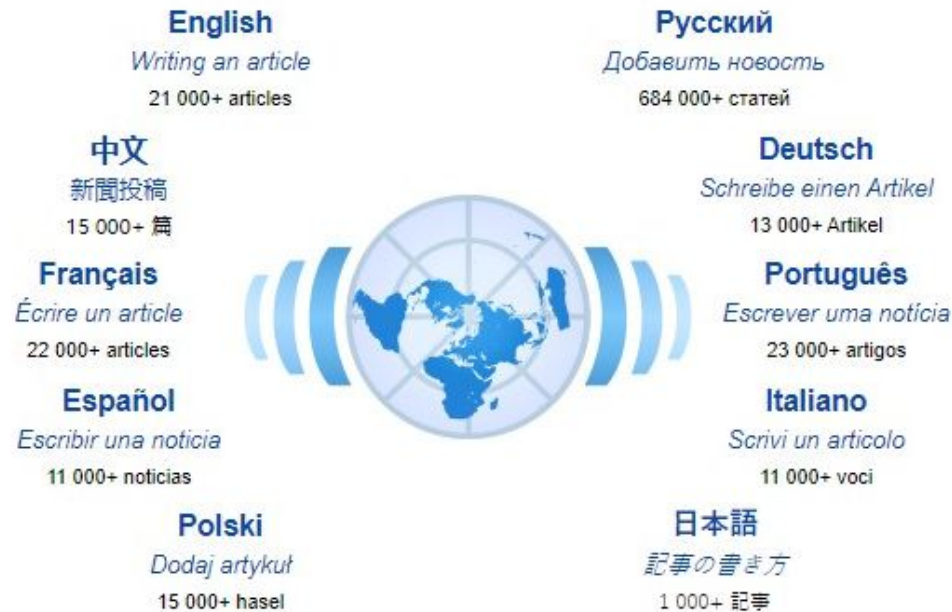 English
Writing an article
21 000+ articles
Русский
Добавить новость
684 000+ статей
中文
新聞投稿
15 000+ 篇
Deutsch
Schreibe einen Artikel
13 000+ Artikel
Français
Écrire un article
22 000+ articles
Português
Escrever uma notícia
23 000+ artigos
Español
Escribir una noticia
11 000+ noticias
Italiano
Scrivi un articolo
11 000+ voci
Polski
Dodaj artykuł
15 000+ haseł
日本語
記事の書き方
1 000+ 記事